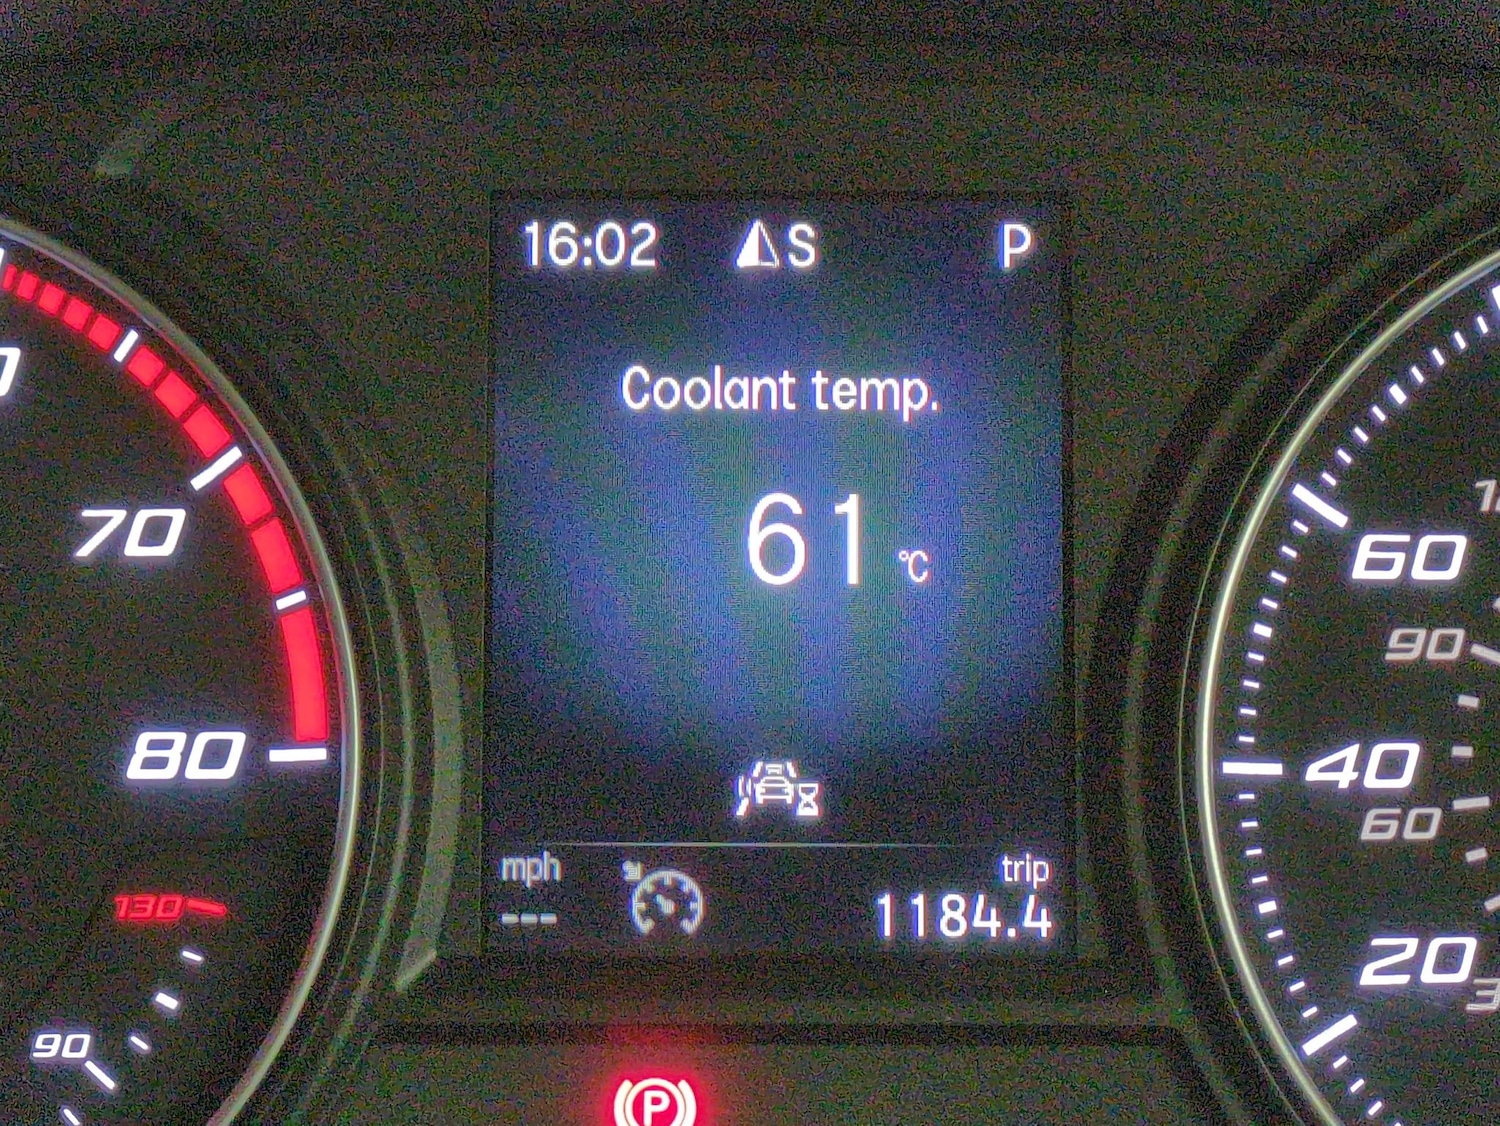 16:02 S P
Coolant temp.
61 °C
mph trip
--- 1184.4
70
80
130
90
60
90
40
60
20
P